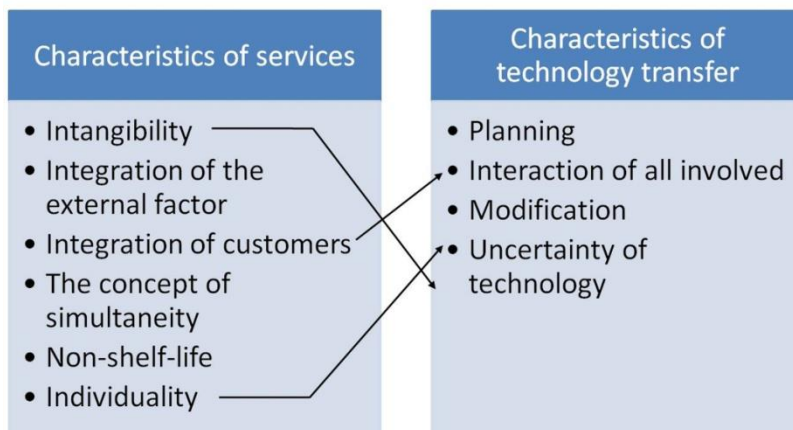 Characteristics of services
• Intangibility
• Integration of the
external factor
• Integration of customers
• The concept of
simultaneity
• Non-shelf-life
• Individuality
Characteristics of
technology transfer
• Planning
• Interaction of all involved
• Modification
• Uncertainty of
technology